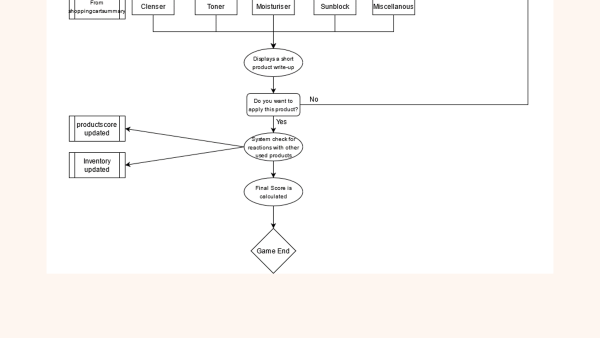 From
shoppingcartsummary
Clenser
Toner
Moisturiser
Sunblock
Miscellanous
Displays a short
product write-up
Do you want to
apply this product?
No
Yes
productscore
updated
System check for
reactions with other
used products
Inventory
updated
Final Score is
calculated
Game End